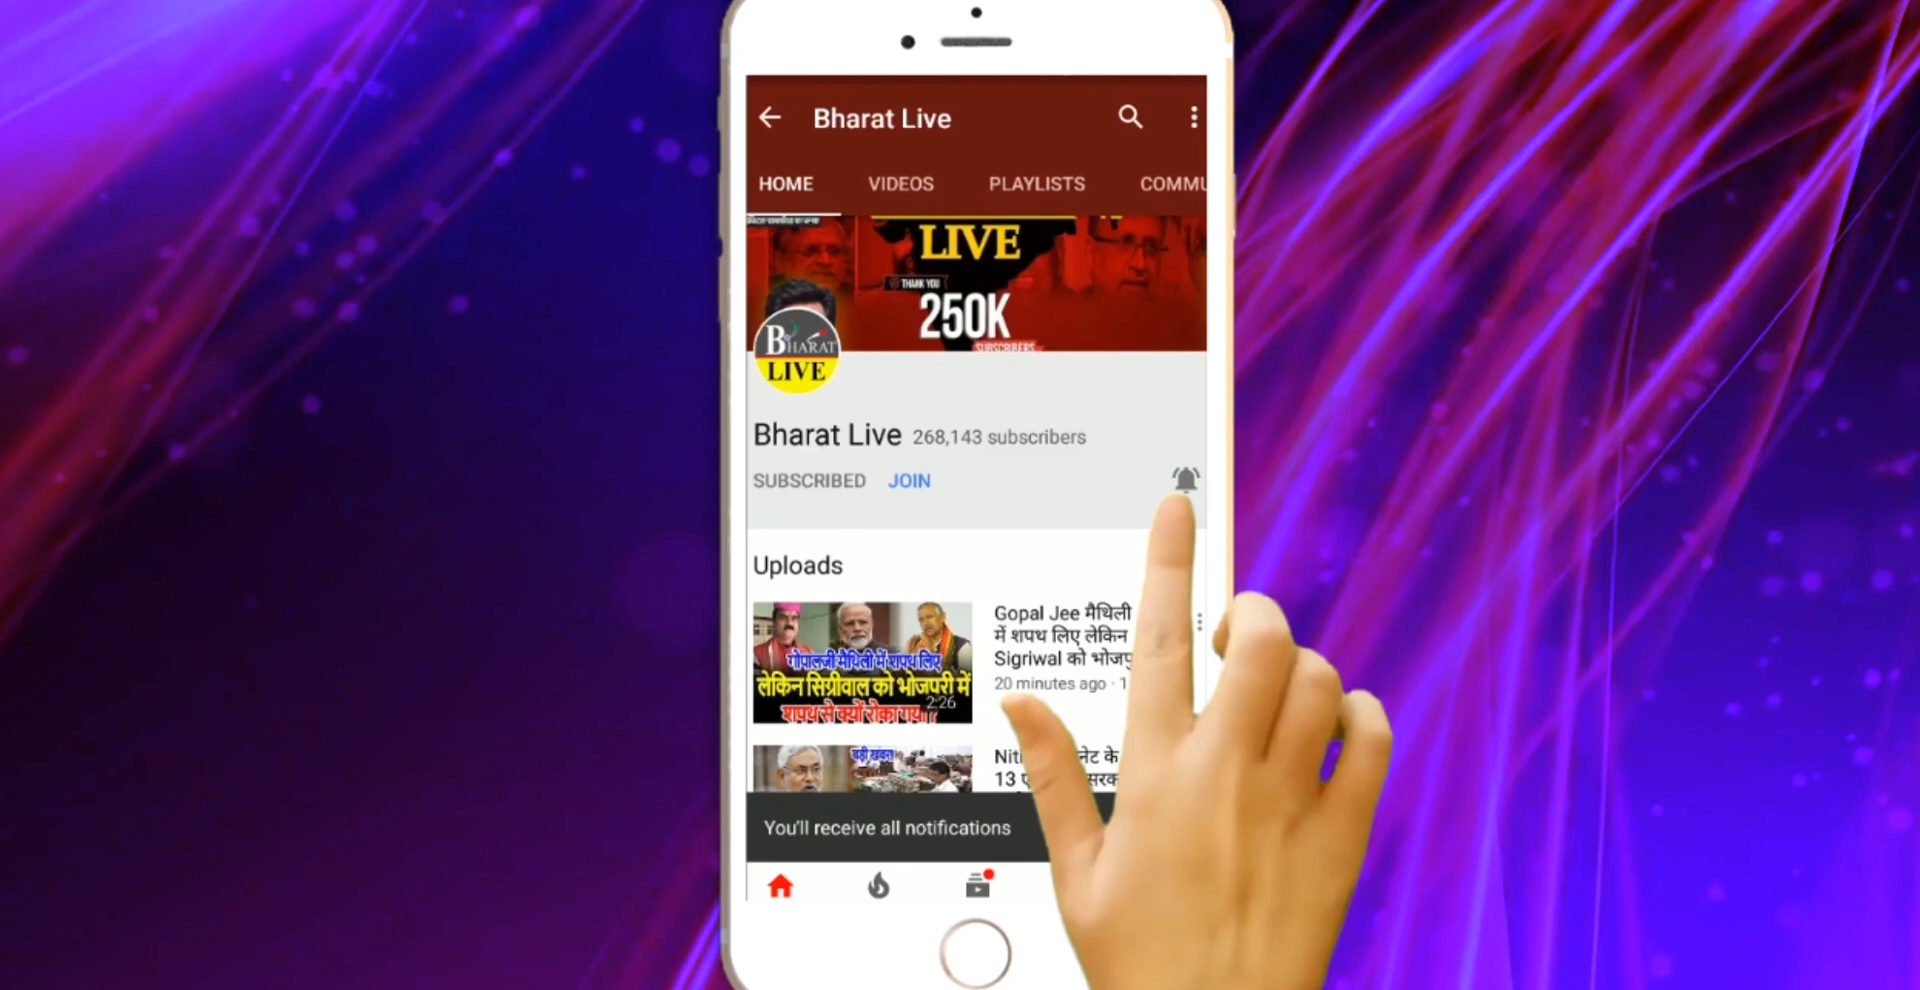 Bharat Live
HOME VIDEOS PLAYLISTS COMMU
LIVE
THANK YOU
250K
SUBSCRIBERS
BHARAT
LIVE
Bharat Live 268,143 subscribers
SUBSCRIBED JOIN
Uploads
गोपालजी मैथिली में शपथ लिए
लेकिन सिग्रीवाल को भोजपुरी में
शपथ से क्यों रोका गया ?
2:26
Gopal Jee मैथिली
में शपथ लिए लेकिन
Sigriwal को भोजपु
20 minutes ago · 1
बड़ी खबर!
Niti नेट के
13 सरक
You'll receive all notifications